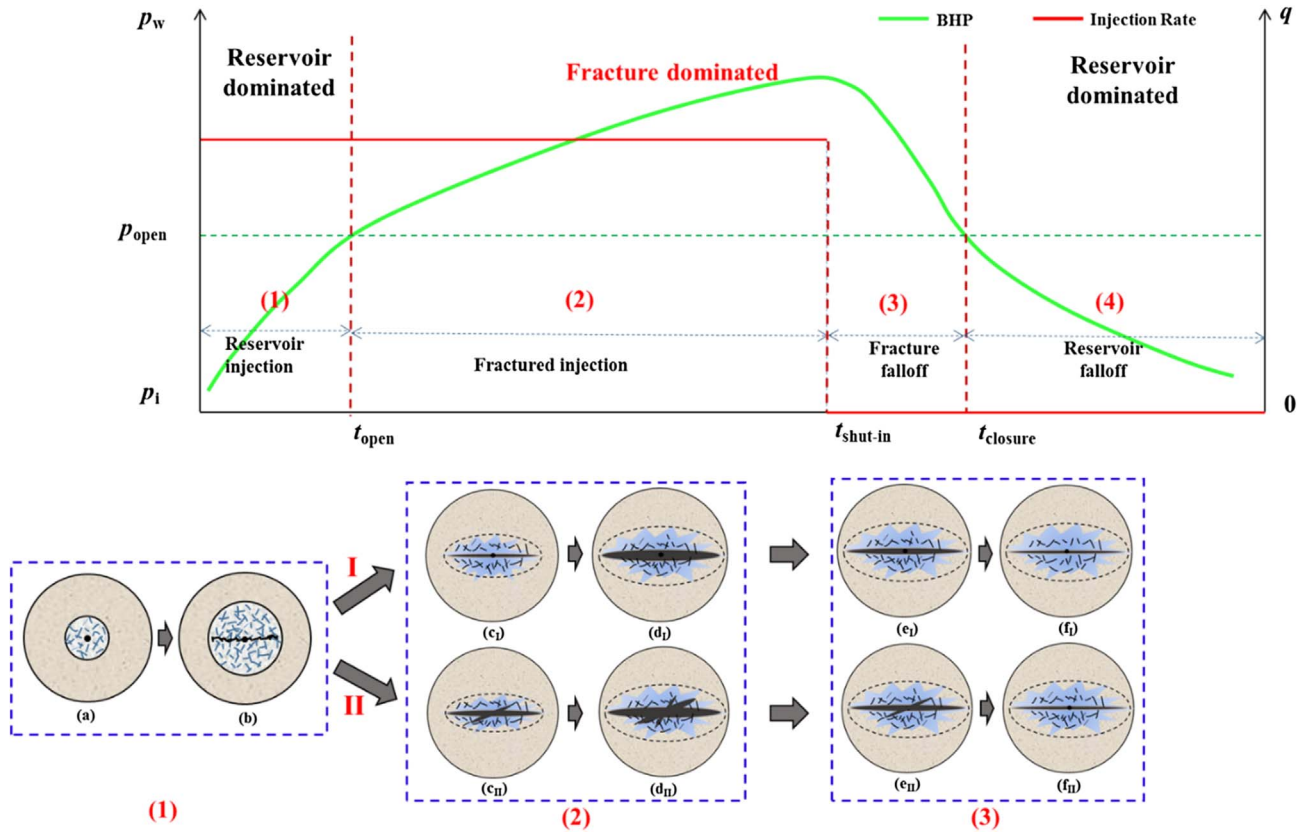 p_w
BHP
Injection Rate
q
Reservoir
dominated
Fracture dominated
Reservoir
dominated
p_open
(1)
(2)
(3)
(4)
Reservoir
injection
Fractured injection
Fracture
falloff
Reservoir
falloff
p_i
0
t_open
t_shut-in
t_closure
I
II
(a)
(b)
(c_I)
(d_I)
(e_I)
(f_I)
(c_II)
(d_II)
(e_II)
(f_II)
(1)
(2)
(3)